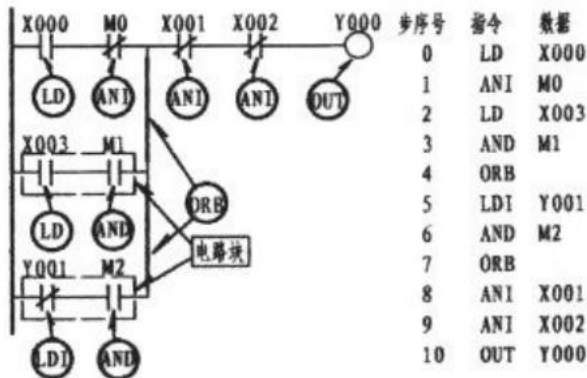 X000 M0 X001 X002 Y000
LD ANI ANI ANI OUT
X003 M1
LD AND
ORB
电路块
Y001 M2
LDI AND
步序号 指令 数据
0 LD X000
1 ANI M0
2 LD X003
3 AND M1
4 ORB
5 LDI Y001
6 AND M2
7 ORB
8 ANI X001
9 ANI X002
10 OUT Y000